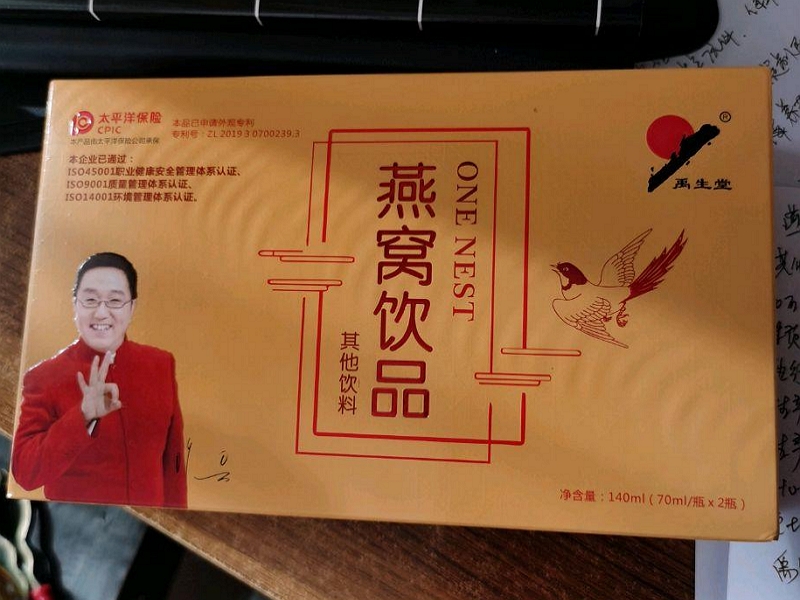 太平洋保险
CPIC
本产品由太平洋保险公司承保
本品已申请外观专利
专利号：ZL 2019 3 0700239.3
本企业已通过：
ISO45001职业健康安全管理体系认证、
ISO9001质量管理体系认证、
ISO14001环境管理体系认证。
燕窝饮品
ONE NEST
其他饮料
®
禹生堂
净含量：140ml（70ml/瓶x2瓶）